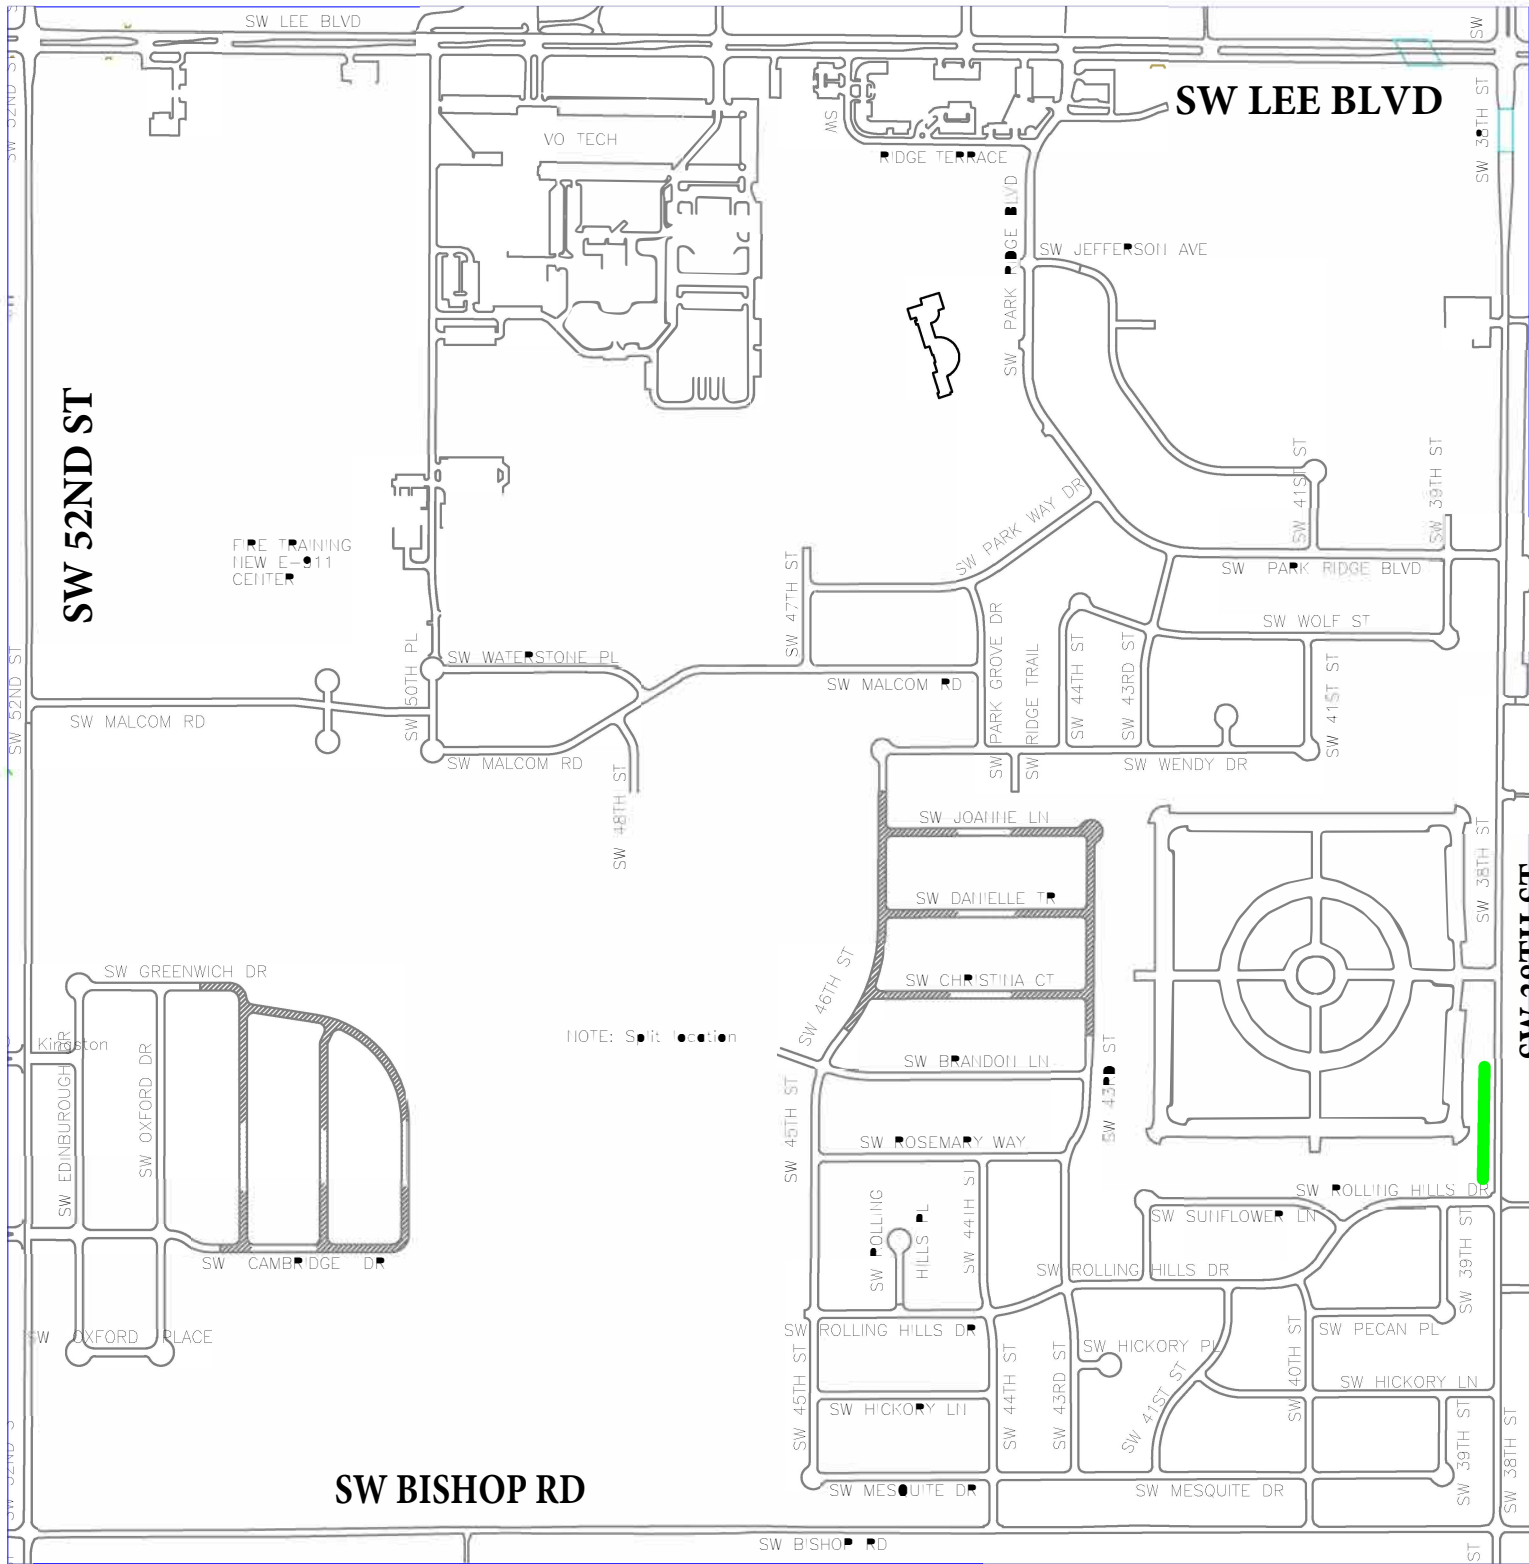 SW LEE BLVD
SW
SW 52ND ST
SW LEE BLVD
SW 38TH ST
VO TECH
SW
RIDGE TERRACE
SW PARK RIDGE BLVD
SW JEFFERSON AVE
SW 52ND ST
SW 41ST ST
SW 39TH ST
SW PARK WAY DR
FIRE TRAINING
NEW E-911
CENTER
SW 47TH ST
SW PARK RIDGE BLVD
SW WOLF ST
SW 50TH PL
SW WATERSTONE PL
SW 52ND ST
SW MALCOM RD
SW MALCOM RD
SW PARK GROVE DR
SW RIDGE TRAIL
SW 44TH ST
SW 43RD ST
SW 41ST ST
SW MALCOM RD
SW WENDY DR
SW 48TH ST
SW JOANNE LN
SW 38TH ST
SW DANIELLE TR
SW 46TH ST
SW GREENWICH DR
SW CHRISTINA CT
NOTE: Split location
Kingston
SW EDINBUROUGH DR
SW OXFORD DR
SW BRANDON LN
SW 43RD ST
SW 45TH ST
SW ROSEMARY WAY
SW ROLLING HILLS DR
SW ROLLING
HILLS PL
SW 44TH ST
SW SUNFLOWER LN
SW 39TH ST
SW CAMBRIDGE DR
SW ROLLING HILLS DR
SW OXFORD PLACE
SW ROLLING HILLS DR
SW PECAN PL
SW HICKORY PL
SW 45TH ST
SW 44TH ST
SW 43RD ST
SW 41ST ST
SW 40TH ST
SW HICKORY LN
SW HICKORY LN
SW 39TH ST
SW 38TH ST
SW BISHOP RD
SW MESQUITE DR
SW MESQUITE DR
SW BISHOP RD
ST